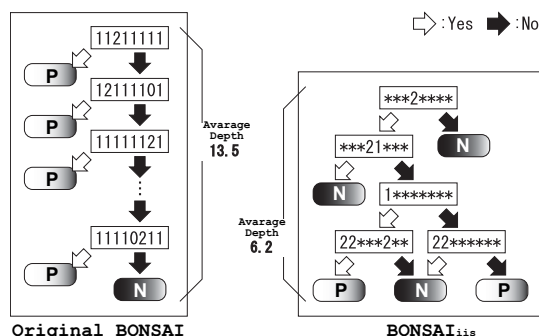 :Yes :No
11211111
P
12111101
P
11111121
P
11110211
P
N
Avarage
Depth
13.5
Original BONSAI
***2****
N
***21***
N
1*******
22***2** 22******
P N P
Avarage
Depth
6.2
BONSAIiis